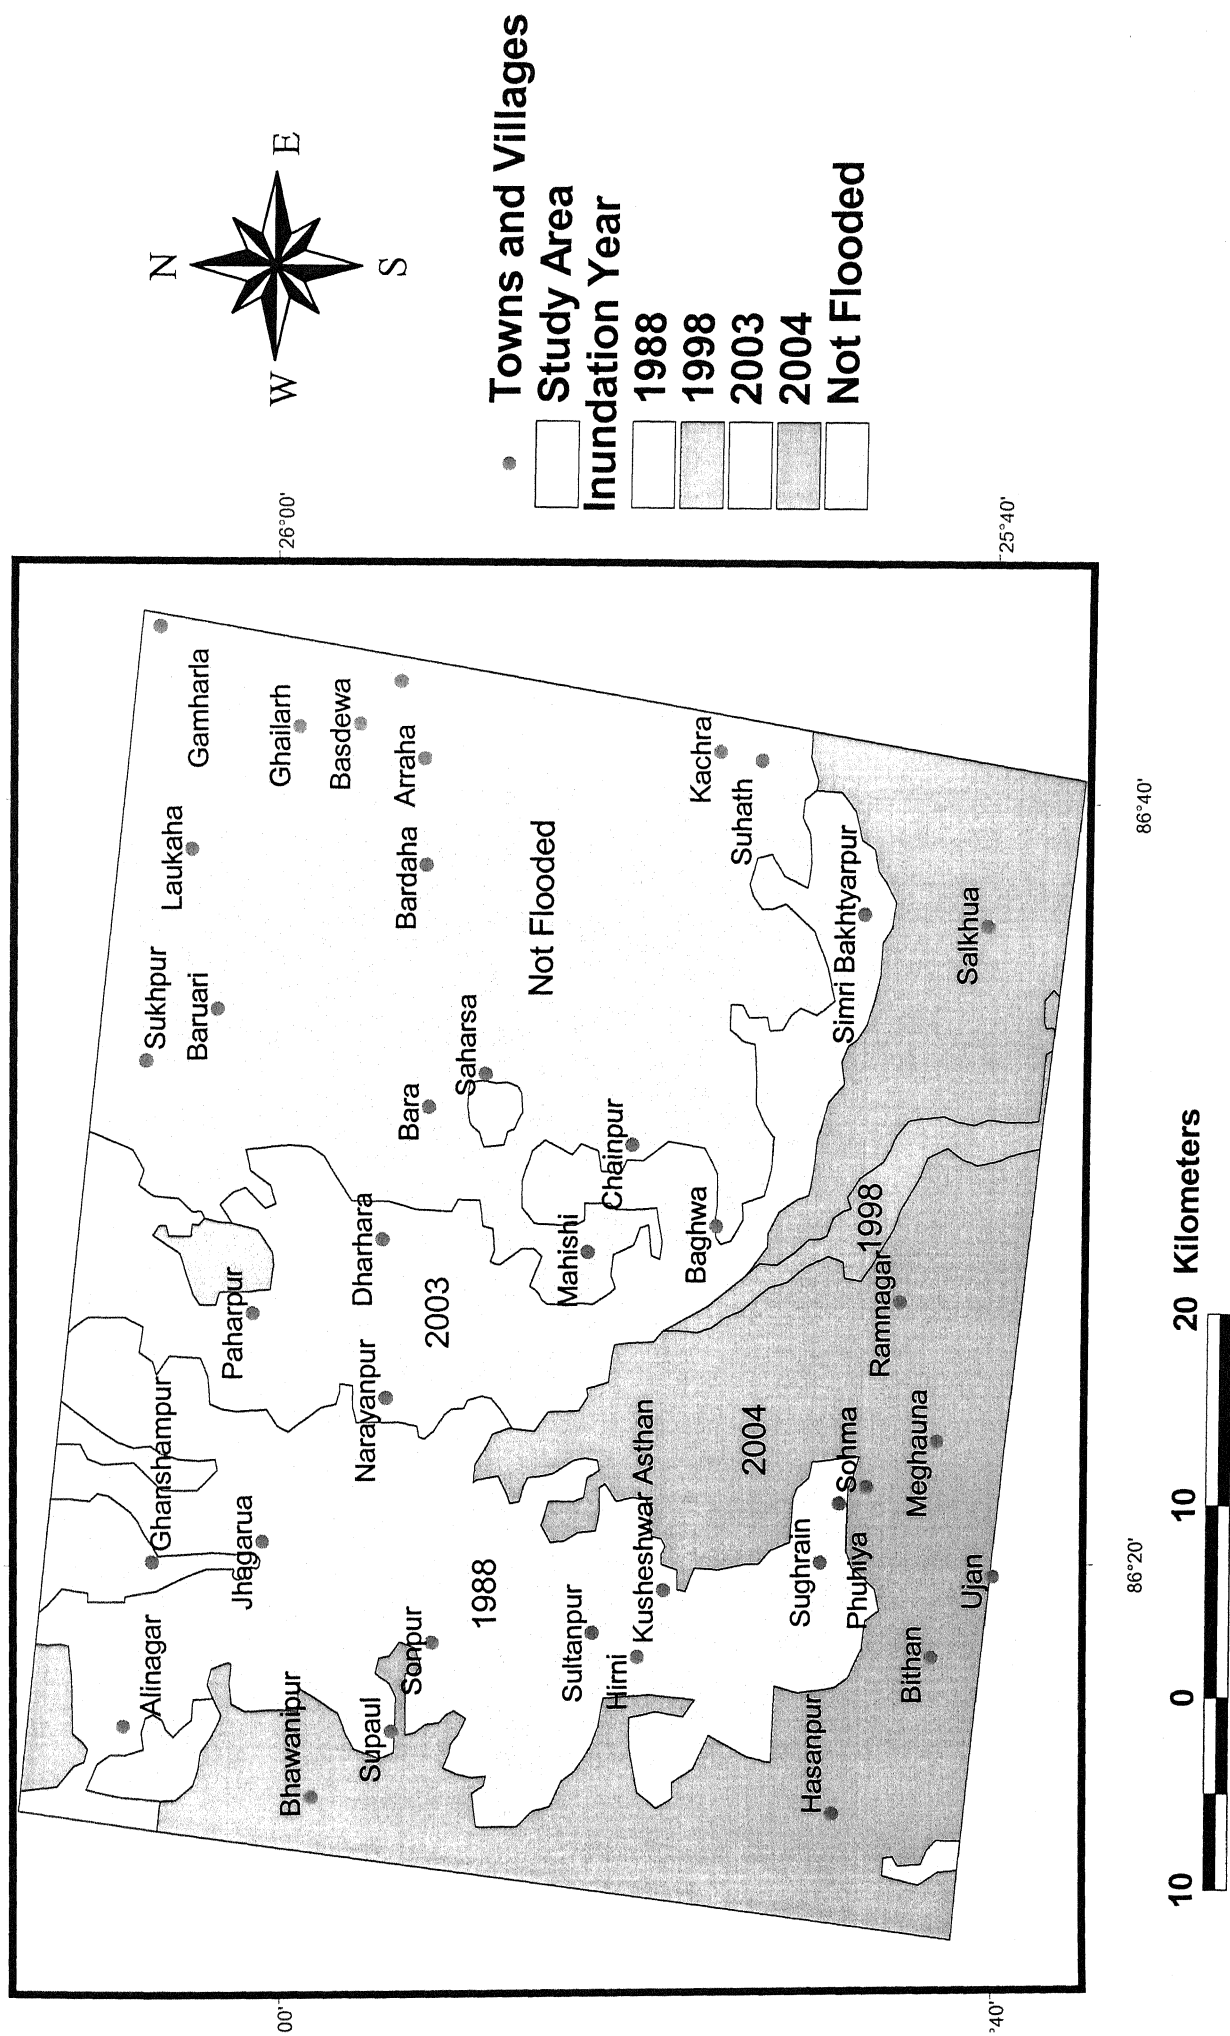 N
W
E
S
Towns and Villages
Study Area
Inundation Year
1988
1998
2003
2004
Not Flooded
26°00'
25°40'
86°40'
86°20'
00'
°40'
Gamharla
Laukaha
Sukhpur
Baruari
Ghailarh
Basdewa
Arraha
Bardaha
Not Flooded
Saharsa
Bara
Kachra
Suhath
Simri Bakhtyarpur
Salkhua
Chainpur
Mahishi
Baghwa
Dharhara
2003
Paharpur
Narayanpur
Ghanshampur
Jhagarua
Alinagar
Bhawanipur
Supaul
Sonpur
1988
Sultanpur
Hirni
Kusheshwar Asthan
2004
1998
Ramnagar
Sohma
Meghauna
Sughrain
Phuhiya
Ujan
Bithan
Hasanpur
10
0
10
20 Kilometers